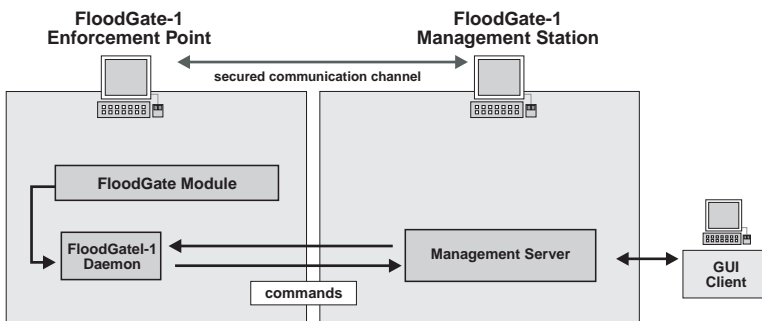 FloodGate-1
Enforcement Point
FloodGate-1
Management Station
secured communication channel
FloodGate Module
FloodGatel-1
Daemon
Management Server
commands
GUI
Client